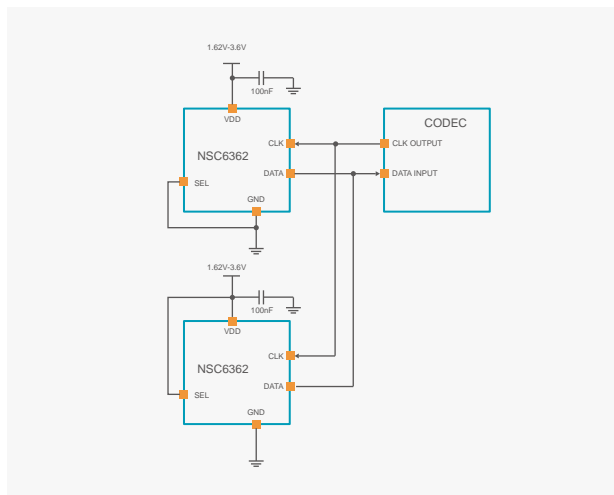 1.62V-3.6V
100nF
VDD
CODEC
CLK
CLK OUTPUT
NSC6362
DATA
DATA INPUT
SEL
GND
1.62V-3.6V
100nF
VDD
CLK
NSC6362
DATA
SEL
GND